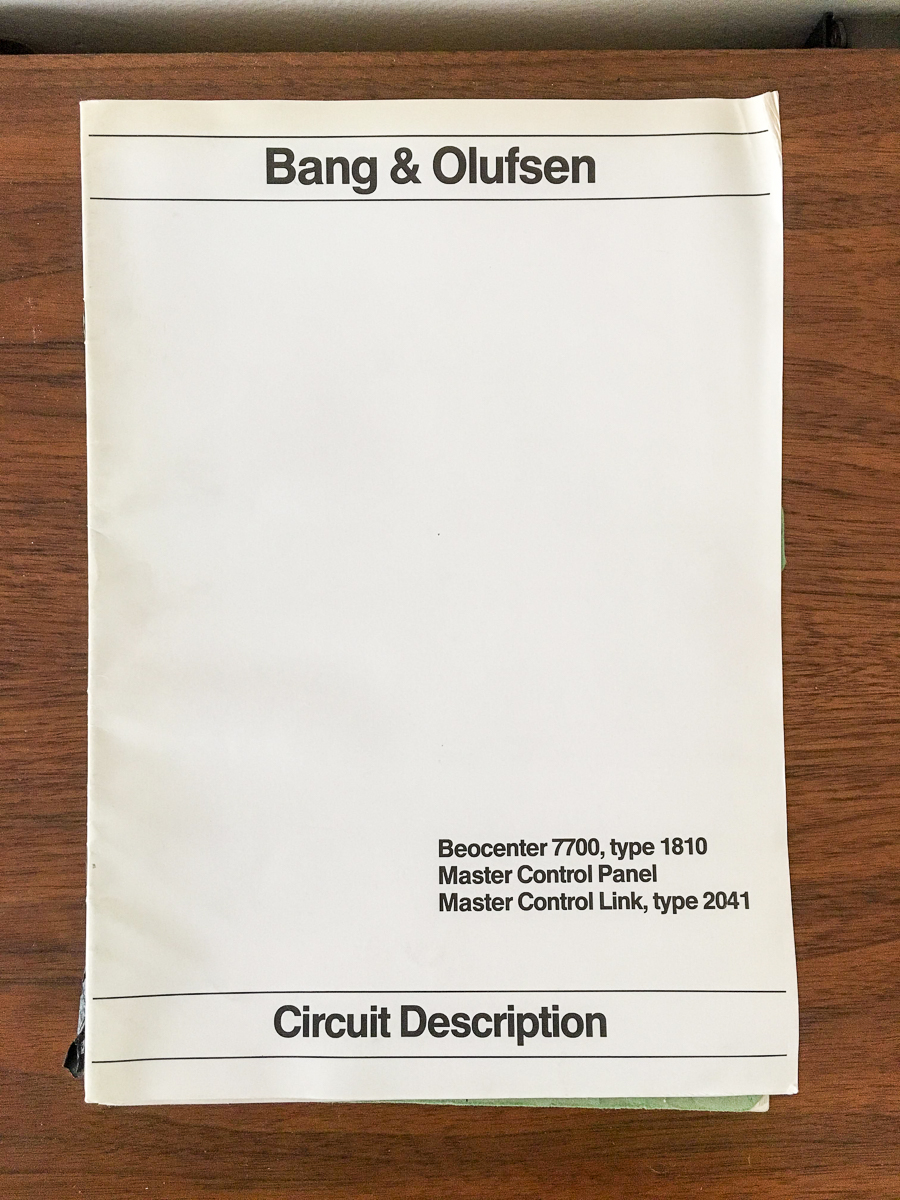 Bang & Olufsen
Beocenter 7700, type 1810
Master Control Panel
Master Control Link, type 2041
Circuit Description